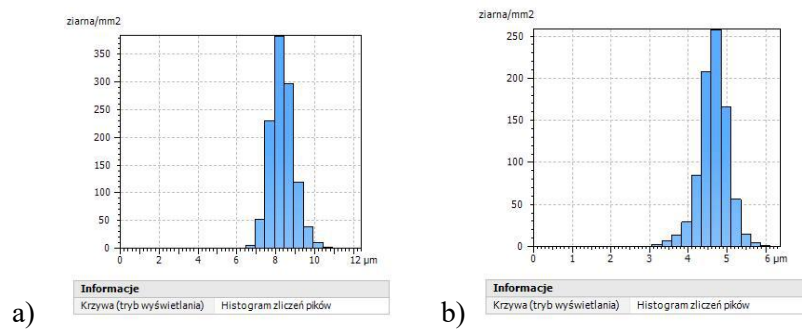 ziarna/mm2
350
300
250
200
150
100
50
0
0 2 4 6 8 10 12 µm
Informacje
Krzywa (tryb wyświetlania) Histogram zliczeń pików
a)
ziarna/mm2
250
200
150
100
50
0
0 1 2 3 4 5 6 µm
Informacje
Krzywa (tryb wyświetlania) Histogram zliczeń pików
b)